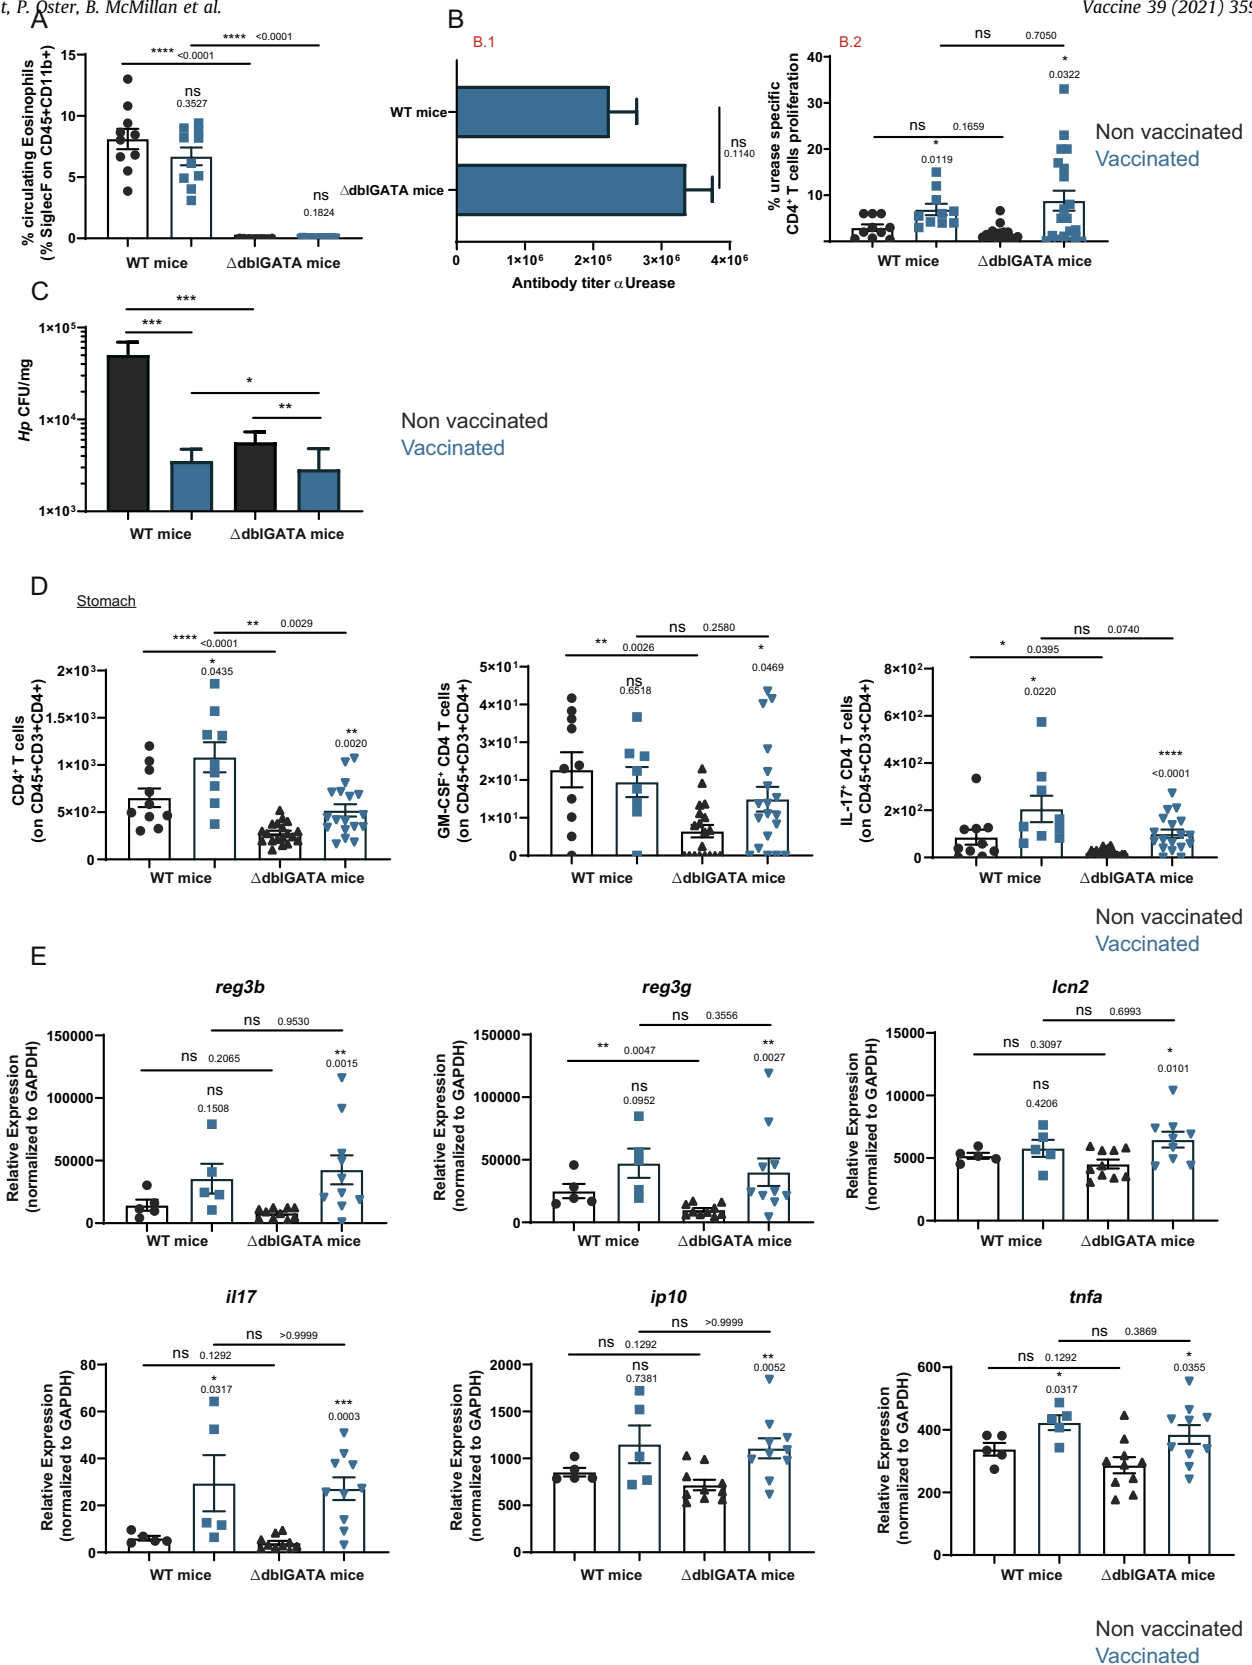 t, P. Oster, B. McMillan et al.
Vaccine 39 (2021) 359
A
**** <0.0001
**** <0.0001
ns
0.3527
ns
0.1824
% circulating Eosinophils
(% SiglecF on CD45+CD11b+)
15
10
5
0
WT mice
ΔdblGATA mice
B
B.1
WT mice
ΔdblGATA mice
ns
0.1140
0
1×10⁶
2×10⁶
3×10⁶
4×10⁶
Antibody titer α Urease
B.2
ns 0.7050
*
0.0322
ns 0.1659
*
0.0119
% urease specific
CD4⁺ T cells proliferation
40
30
20
10
WT mice
ΔdblGATA mice
Non vaccinated
Vaccinated
C
***
***
*
**
Hp CFU/mg
1×10⁵
1×10⁴
1×10³
WT mice
ΔdblGATA mice
Non vaccinated
Vaccinated
D
Stomach
** 0.0029
**** <0.0001
*
0.0435
**
0.0020
CD4⁺ T cells
(on CD45+CD3+CD4+)
2×10³
1.5×10³
1×10³
5×10²
0
WT mice
ΔdblGATA mice
ns 0.2580
** 0.0026
*
0.0469
ns
0.6518
GM-CSF⁺ CD4 T cells
(on CD45+CD3+CD4+)
5×10¹
4×10¹
3×10¹
2×10¹
1×10¹
0
WT mice
ΔdblGATA mice
ns 0.0740
* 0.0395
*
0.0220
****
<0.0001
IL-17⁺ CD4 T cells
(on CD45+CD3+CD4+)
8×10²
6×10²
4×10²
2×10²
0
WT mice
ΔdblGATA mice
Non vaccinated
Vaccinated
E
reg3b
ns 0.9530
ns 0.2065
**
0.0015
ns
0.1508
Relative Expression
(normalized to GAPDH)
150000
100000
50000
0
WT mice
ΔdblGATA mice
reg3g
ns 0.3556
** 0.0047
**
0.0027
ns
0.0952
Relative Expression
(normalized to GAPDH)
150000
100000
50000
0
WT mice
ΔdblGATA mice
lcn2
ns 0.6993
ns 0.3097
*
0.0101
ns
0.4206
Relative Expression
(normalized to GAPDH)
15000
10000
5000
0
WT mice
ΔdblGATA mice
il17
ns >0.9999
ns 0.1292
*
0.0317
***
0.0003
Relative Expression
(normalized to GAPDH)
80
60
40
20
0
WT mice
ΔdblGATA mice
ip10
ns >0.9999
ns 0.1292
ns
0.7381
**
0.0052
Relative Expression
(normalized to GAPDH)
2000
1500
1000
500
0
WT mice
ΔdblGATA mice
tnfa
ns 0.3869
ns 0.1292
*
0.0317
*
0.0355
Relative Expression
(normalized to GAPDH)
600
400
200
0
WT mice
ΔdblGATA mice
Non vaccinated
Vaccinated